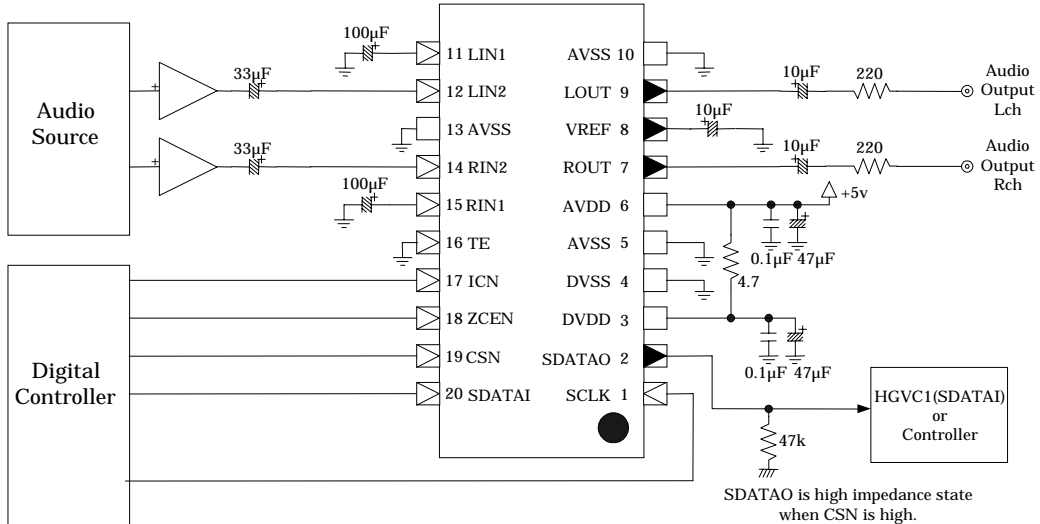 Audio
Source
33µF
+
+
33µF
+
+
100µF
+
100µF
+
11 LIN1
12 LIN2
13 AVSS
14 RIN2
15 RIN1
16 TE
17 ICN
18 ZCEN
19 CSN
20 SDATAI
AVSS 10
LOUT 9
VREF 8
ROUT 7
AVDD 6
AVSS 5
DVSS 4
DVDD 3
SDATAO 2
SCLK 1
10µF
+
220
Audio
Output
Lch
10µF
+
10µF
+
220
Audio
Output
Rch
+5v
+
0.1µF 47µF
4.7
+
0.1µF 47µF
Digital
Controller
HGVC1(SDATAI)
or
Controller
47k
SDATAO is high impedance state
when CSN is high.